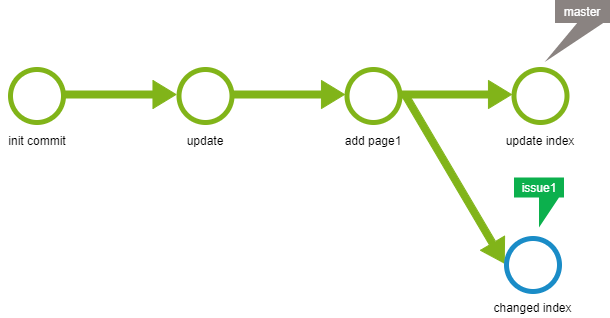 master
init commit
update
add page1
update index
issue1
changed index